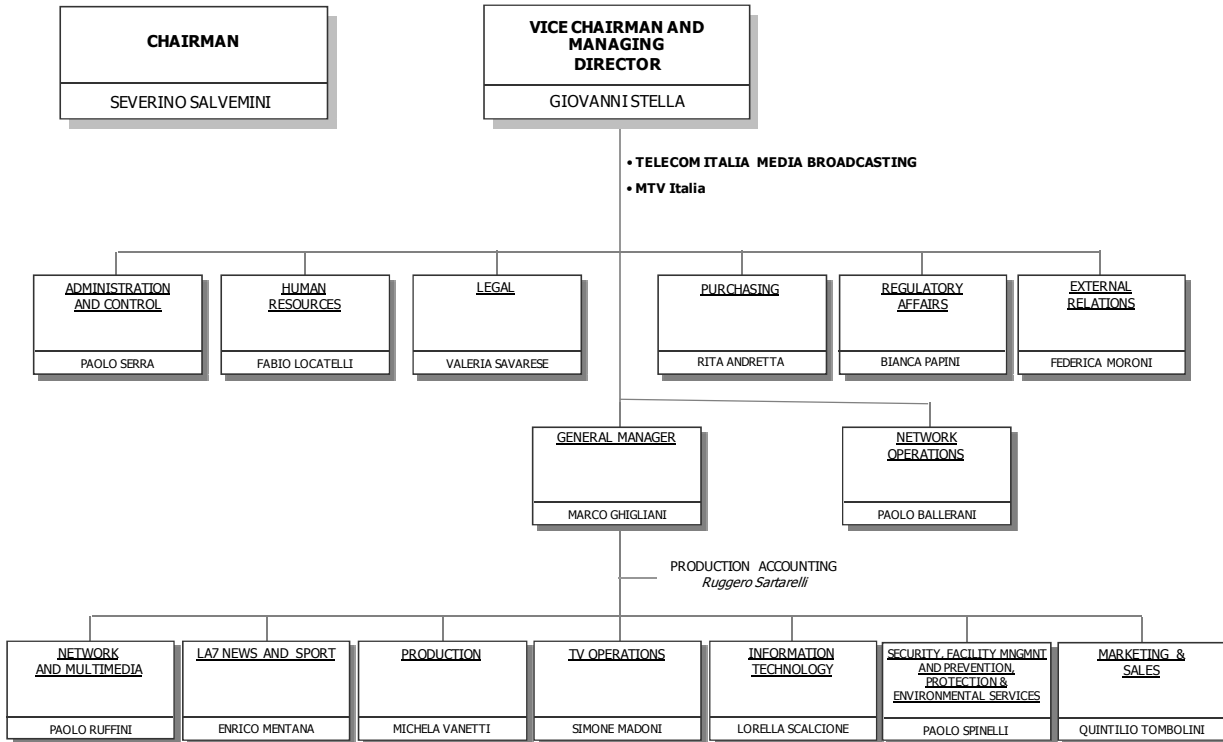 CHAIRMAN
SEVERINO SALVEMINI
VICE CHAIRMAN AND
MANAGING
DIRECTOR
GIOVANNI STELLA
• TELECOM ITALIA MEDIA BROADCASTING
• MTV Italia
ADMINISTRATION
AND CONTROL
PAOLO SERRA
HUMAN
RESOURCES
FABIO LOCATELLI
LEGAL
VALERIA SAVARESE
PURCHASING
RITA ANDRETTA
REGULATORY
AFFAIRS
BIANCA PAPINI
EXTERNAL
RELATIONS
FEDERICA MORONI
GENERAL MANAGER
MARCO GHIGLIANI
NETWORK
OPERATIONS
PAOLO BALLERANI
PRODUCTION ACCOUNTING
Ruggero Sartarelli
NETWORK
AND MULTIMEDIA
PAOLO RUFFINI
LA7 NEWS AND SPORT
ENRICO MENTANA
PRODUCTION
MICHELA VANETTI
TV OPERATIONS
SIMONE MADONI
INFORMATION
TECHNOLOGY
LORELLA SCALCIONE
SECURITY, FACILITY MNGMNT
AND PREVENTION,
PROTECTION &
ENVIRONMENTAL SERVICES
PAOLO SPINELLI
MARKETING &
SALES
QUINTILIO TOMBOLINI